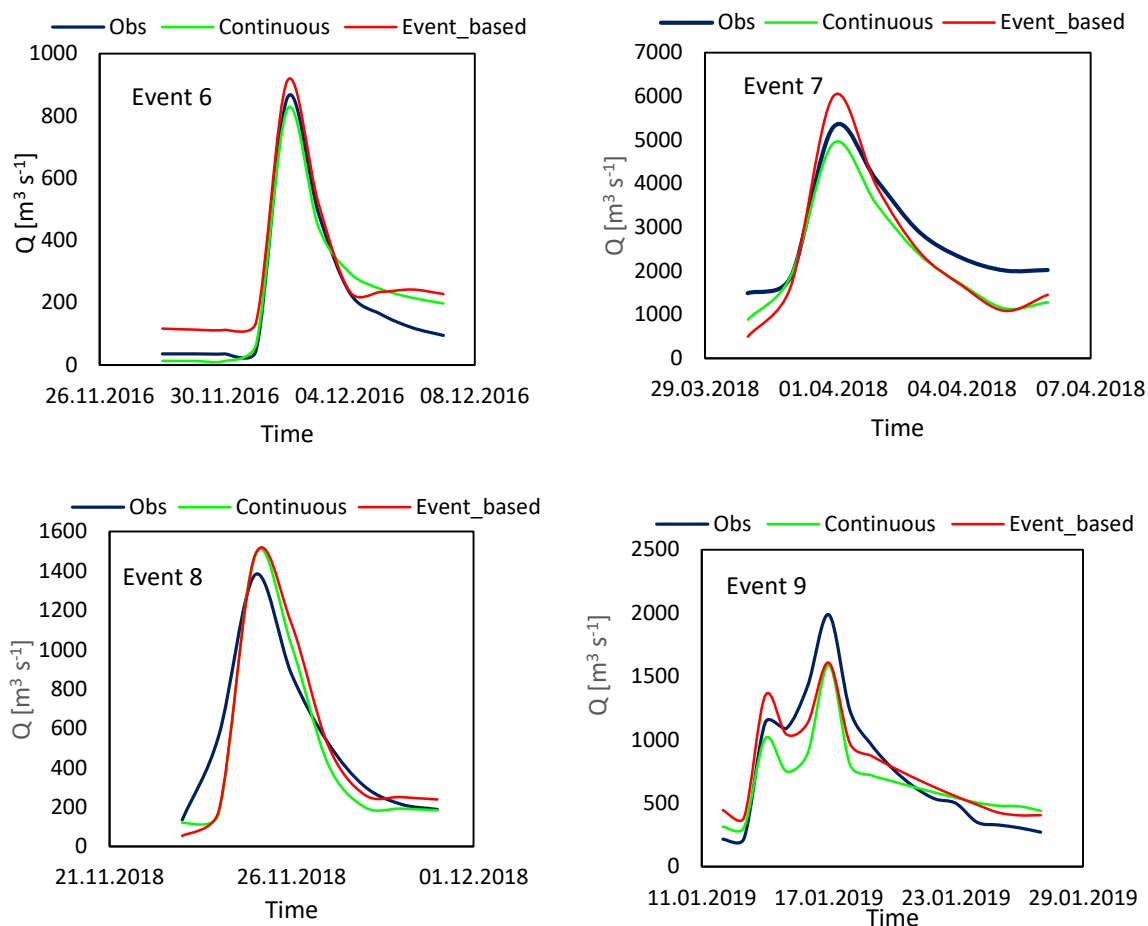 Obs Continuous Event_based
1000
800
600
400
200
0
Q [m³ s⁻¹]
Event 6
26.11.2016 30.11.2016 04.12.2016 08.12.2016
Time
Obs Continuous Event_based
7000
6000
5000
4000
3000
2000
1000
0
Q [m³ s⁻¹]
Event 7
29.03.2018 01.04.2018 04.04.2018 07.04.2018
Time
Obs Continuous Event_based
1600
1400
1200
1000
800
600
400
200
0
Q [m³ s⁻¹]
Event 8
21.11.2018 26.11.2018 01.12.2018
Time
Obs Continuous Event_based
2500
2000
1500
1000
500
0
Q [m³ s⁻¹]
Event 9
11.01.2019 17.01.2019 23.01.2019 29.01.2019
Time